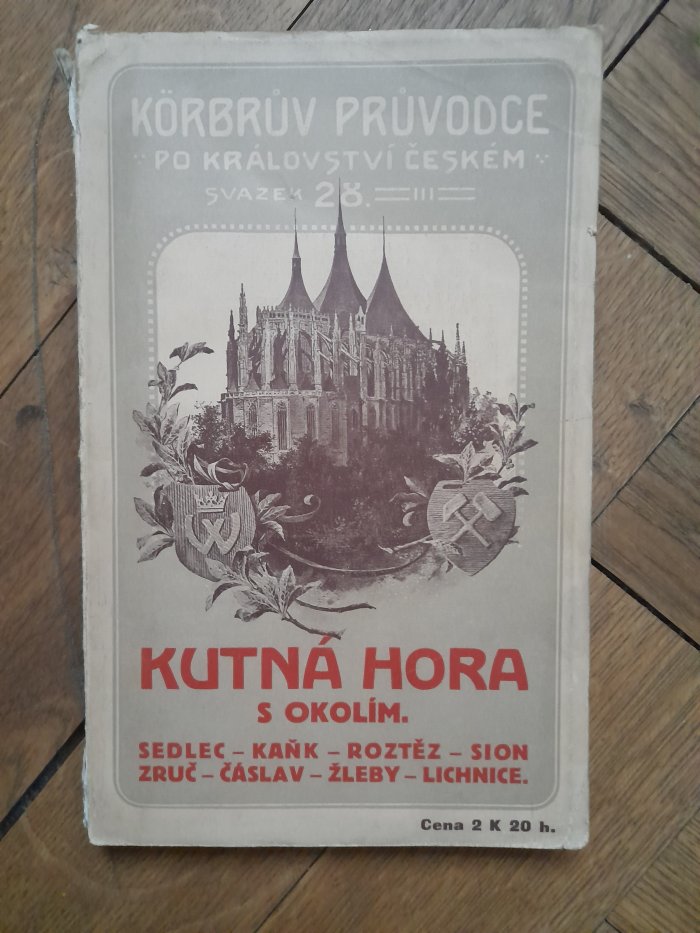 KÖRBRŮV PRŮVODCE
PO KRÁLOVSTVÍ ČESKÉM
SVAZEK 28. III
W
KUTNÁ HORA
S OKOLÍM.
SEDLEC – KAŇK – ROZTĚZ – SION
ZRUČ – ČÁSLAV – ŽLEBY – LICHNICE.
Cena 2 K 20 h.